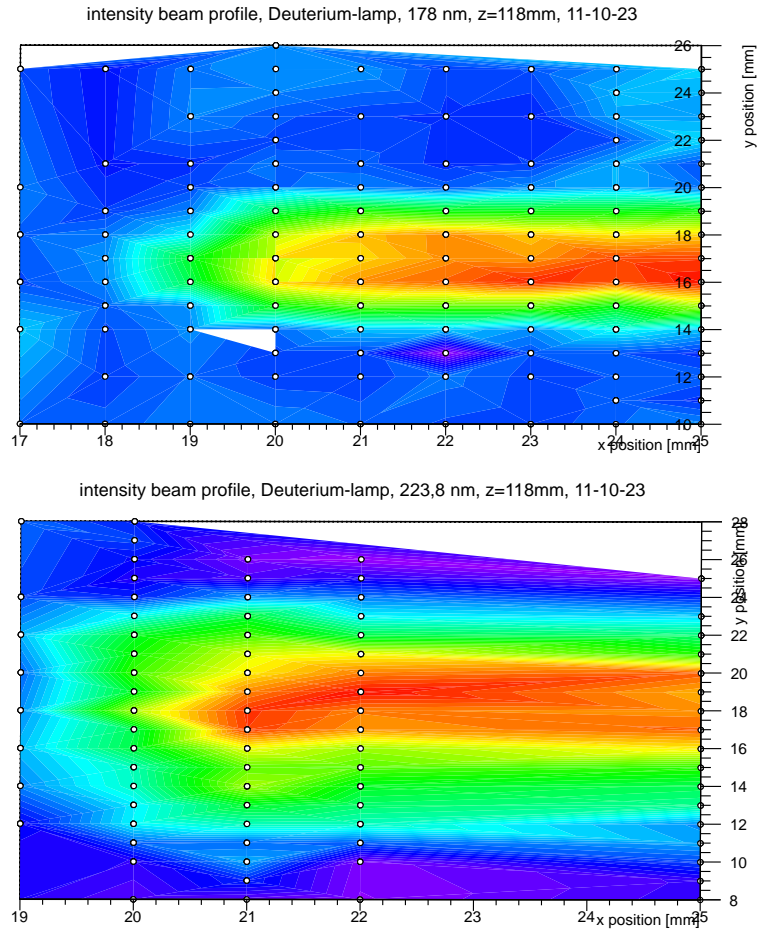 intensity beam profile, Deuterium-lamp, 178 nm, z=118mm, 11-10-23
26
24
22
20
18
16
14
12
10
y position [mm]
17 18 19 20 21 22 23 24 25
x position [mm]
intensity beam profile, Deuterium-lamp, 223,8 nm, z=118mm, 11-10-23
28
26
24
22
20
18
16
14
12
10
8
y position [mm]
19 20 21 22 23 24 25
x position [mm]